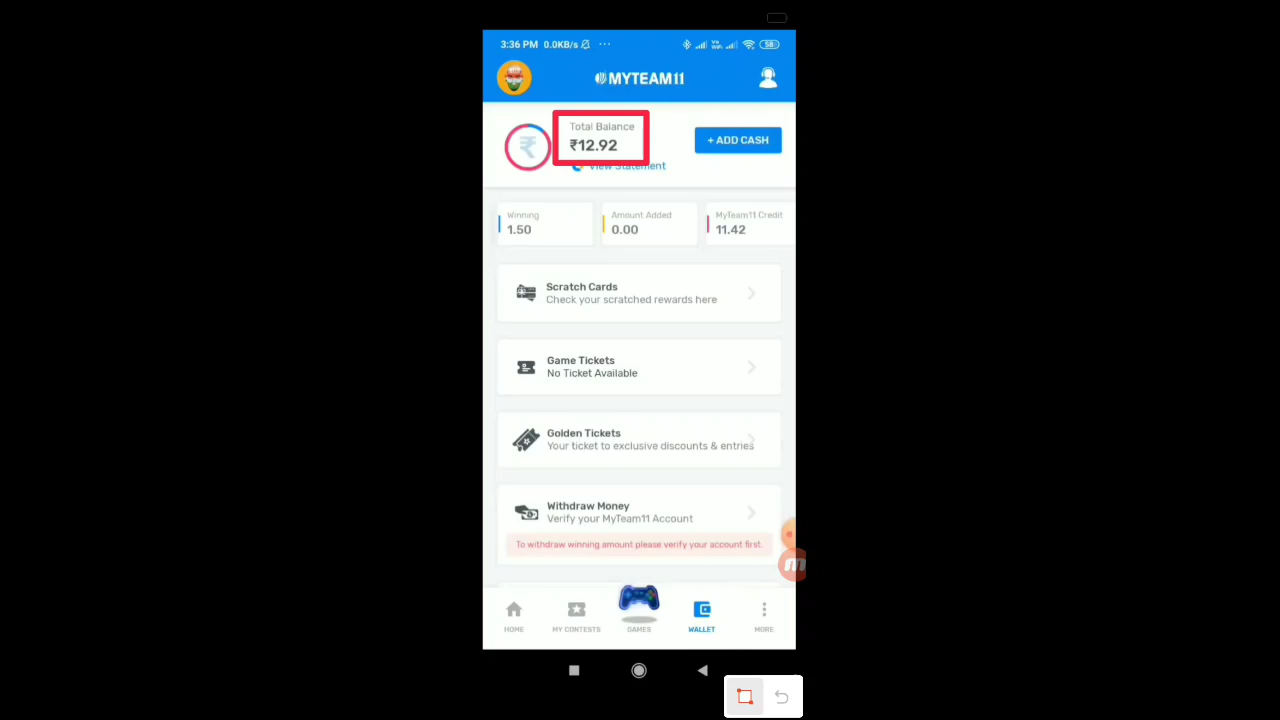 3:36 PM 0.0KB/s ···
Vo WiFi 58
MYTEAM11
Total Balance
₹12.92
+ ADD CASH
View Statement
Winning
1.50
Amount Added
0.00
MyTeam11 Credit
11.42
Scratch Cards
Check your scratched rewards here
Game Tickets
No Ticket Available
Golden Tickets
Your ticket to exclusive discounts & entries
Withdraw Money
Verify your MyTeam11 Account
To withdraw winning amount please verify your account first.
HOME
MY CONTESTS
GAMES
WALLET
MORE